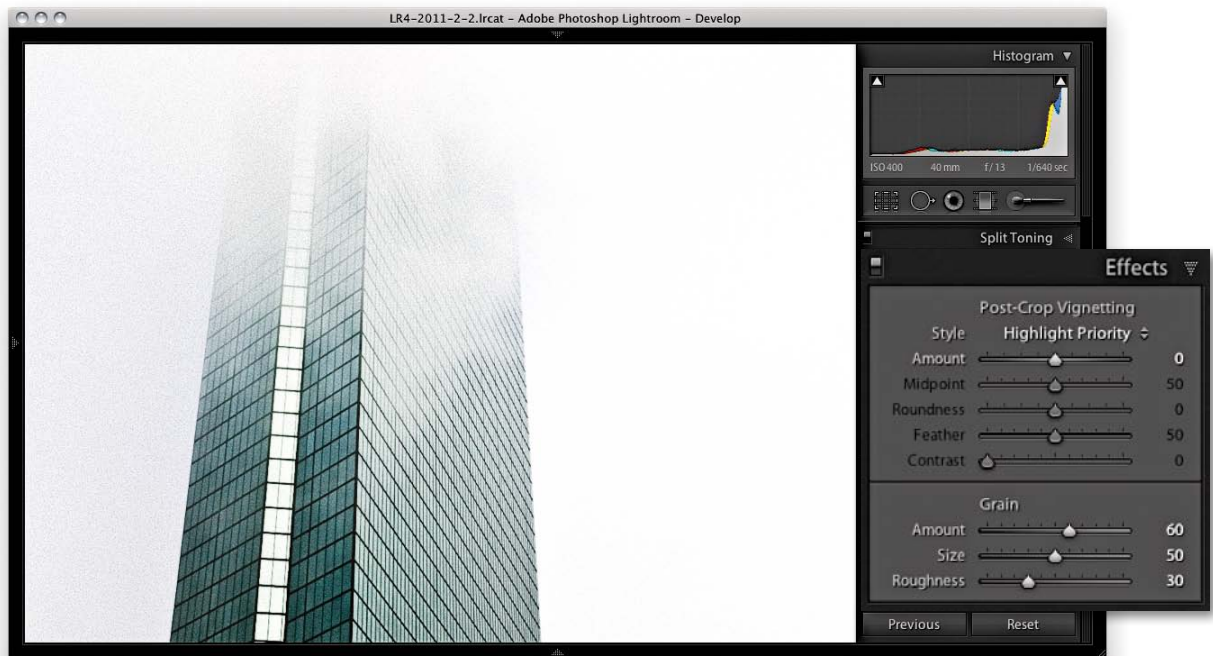 LR4-2011-2-2.lrcat - Adobe Photoshop Lightroom - Develop
Histogram
ISO 400 40 mm f / 13 1/640 sec
Split Toning
Effects
Post-Crop Vignetting
Style Highlight Priority
Amount 0
Midpoint 50
Roundness 0
Feather 50
Contrast 0
Grain
Amount 60
Size 50
Roughness 30
Previous Reset